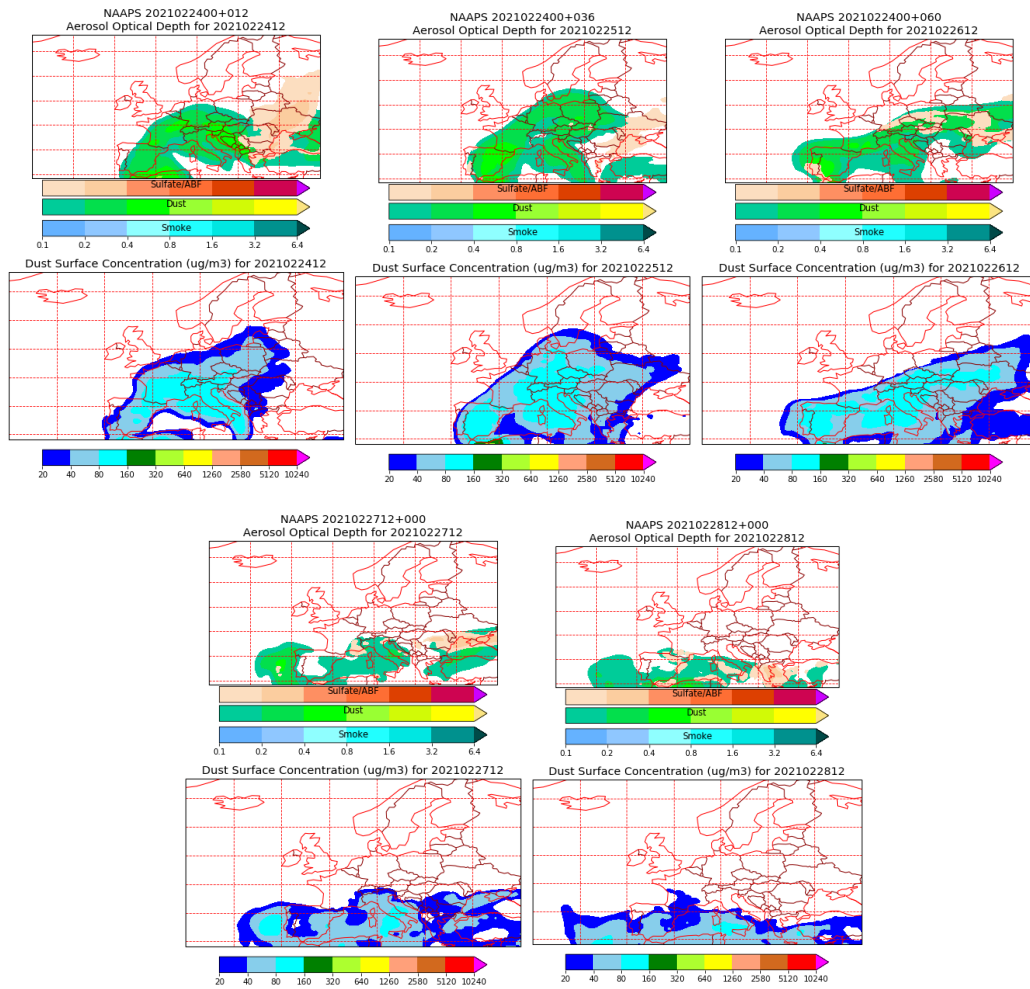 NAAPS 2021022400+012
Aerosol Optical Depth for 2021022412
Sulfate/ABF
Dust
Smoke
0.1 0.2 0.4 0.8 1.6 3.2 6.4
NAAPS 2021022400+036
Aerosol Optical Depth for 2021022512
Sulfate/ABF
Dust
Smoke
0.1 0.2 0.4 0.8 1.6 3.2 6.4
NAAPS 2021022400+060
Aerosol Optical Depth for 2021022612
Sulfate/ABF
Dust
Smoke
0.1 0.2 0.4 0.8 1.6 3.2 6.4
Dust Surface Concentration (ug/m3) for 2021022412
20 40 80 160 320 640 1260 2580 5120 10240
Dust Surface Concentration (ug/m3) for 2021022512
20 40 80 160 320 640 1260 2580 5120 10240
Dust Surface Concentration (ug/m3) for 2021022612
20 40 80 160 320 640 1260 2580 5120 10240
NAAPS 2021022712+000
Aerosol Optical Depth for 2021022712
Sulfate/ABF
Dust
Smoke
0.1 0.2 0.4 0.8 1.6 3.2 6.4
NAAPS 2021022812+000
Aerosol Optical Depth for 2021022812
Sulfate/ABF
Dust
Smoke
0.1 0.2 0.4 0.8 1.6 3.2 6.4
Dust Surface Concentration (ug/m3) for 2021022712
20 40 80 160 320 640 1260 2580 5120 10240
Dust Surface Concentration (ug/m3) for 2021022812
20 40 80 160 320 640 1260 2580 5120 10240